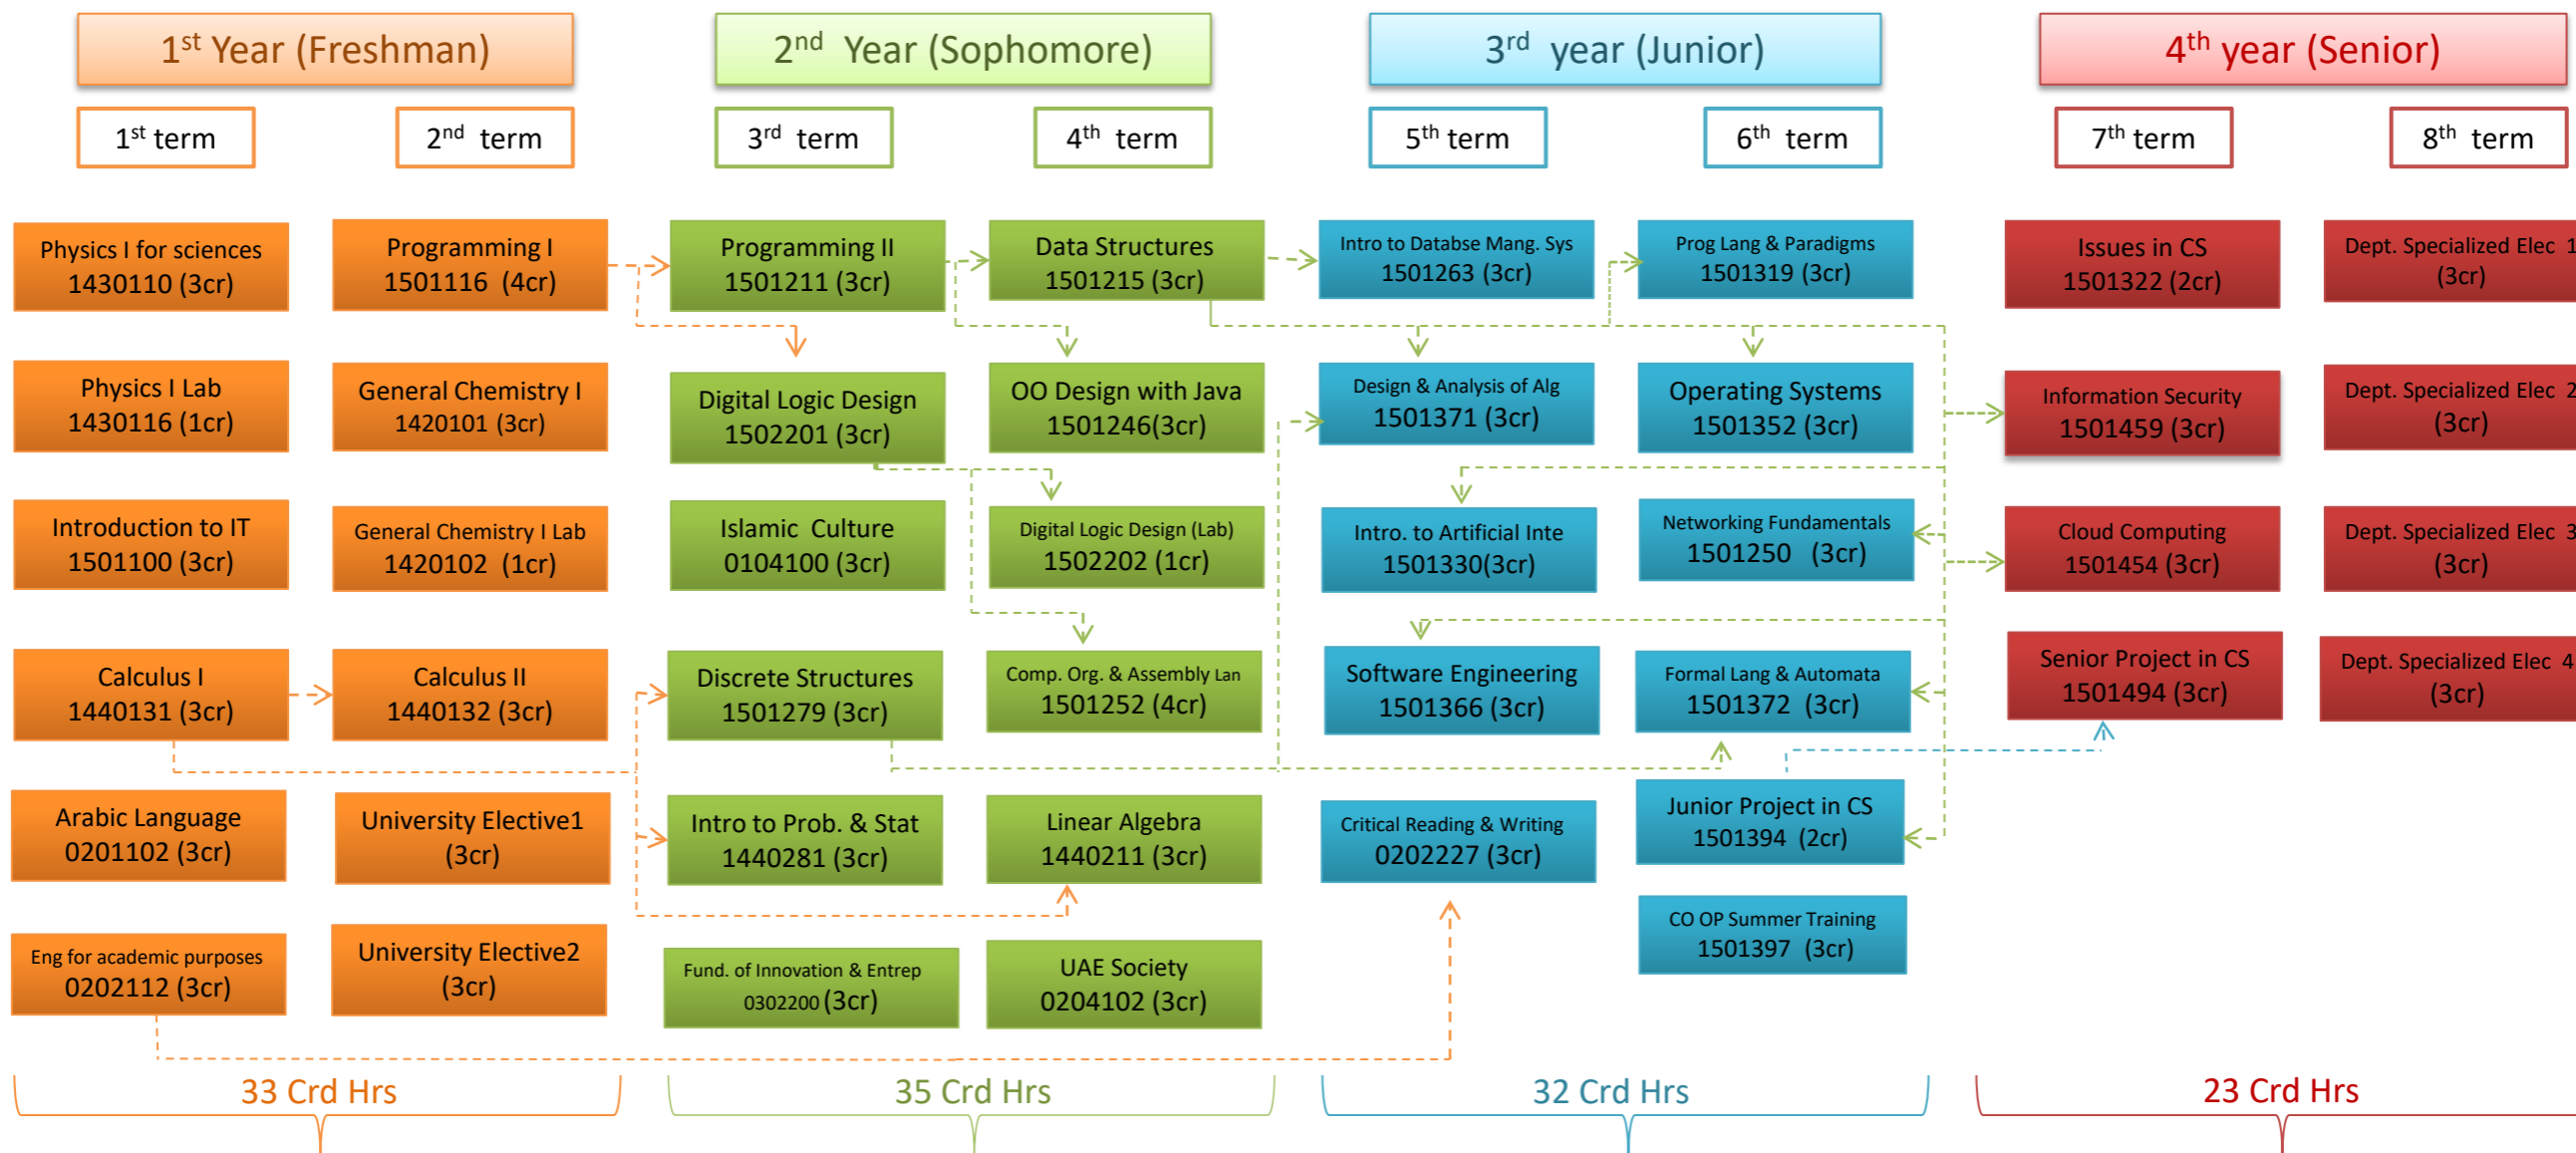 1st Year (Freshman)
2nd Year (Sophomore)
3rd year (Junior)
4th year (Senior)
1st term
2nd term
3rd term
4th term
5th term
6th term
7th term
8th term
Physics I for sciences
1430110 (3cr)
Programming I
1501116 (4cr)
Programming II
1501211 (3cr)
Data Structures
1501215 (3cr)
Intro to Databse Mang. Sys
1501263 (3cr)
Prog Lang & Paradigms
1501319 (3cr)
Issues in CS
1501322 (2cr)
Dept. Specialized Elec 1
(3cr)
Physics I Lab
1430116 (1cr)
General Chemistry I
1420101 (3cr)
Digital Logic Design
1502201 (3cr)
OO Design with Java
1501246(3cr)
Design & Analysis of Alg
1501371 (3cr)
Operating Systems
1501352 (3cr)
Information Security
1501459 (3cr)
Dept. Specialized Elec 2
(3cr)
Introduction to IT
1501100 (3cr)
General Chemistry I Lab
1420102 (1cr)
Islamic Culture
0104100 (3cr)
Digital Logic Design (Lab)
1502202 (1cr)
Intro. to Artificial Inte
1501330(3cr)
Networking Fundamentals
1501250 (3cr)
Cloud Computing
1501454 (3cr)
Dept. Specialized Elec 3
(3cr)
Calculus I
1440131 (3cr)
Calculus II
1440132 (3cr)
Discrete Structures
1501279 (3cr)
Comp. Org. & Assembly Lan
1501252 (4cr)
Software Engineering
1501366 (3cr)
Formal Lang & Automata
1501372 (3cr)
Senior Project in CS
1501494 (3cr)
Dept. Specialized Elec 4
(3cr)
Arabic Language
0201102 (3cr)
University Elective1
(3cr)
Intro to Prob. & Stat
1440281 (3cr)
Linear Algebra
1440211 (3cr)
Critical Reading & Writing
0202227 (3cr)
Junior Project in CS
1501394 (2cr)
Eng for academic purposes
0202112 (3cr)
University Elective2
(3cr)
Fund. of Innovation & Entrep
0302200 (3cr)
UAE Society
0204102 (3cr)
CO OP Summer Training
1501397 (3cr)
33 Crd Hrs
35 Crd Hrs
32 Crd Hrs
23 Crd Hrs